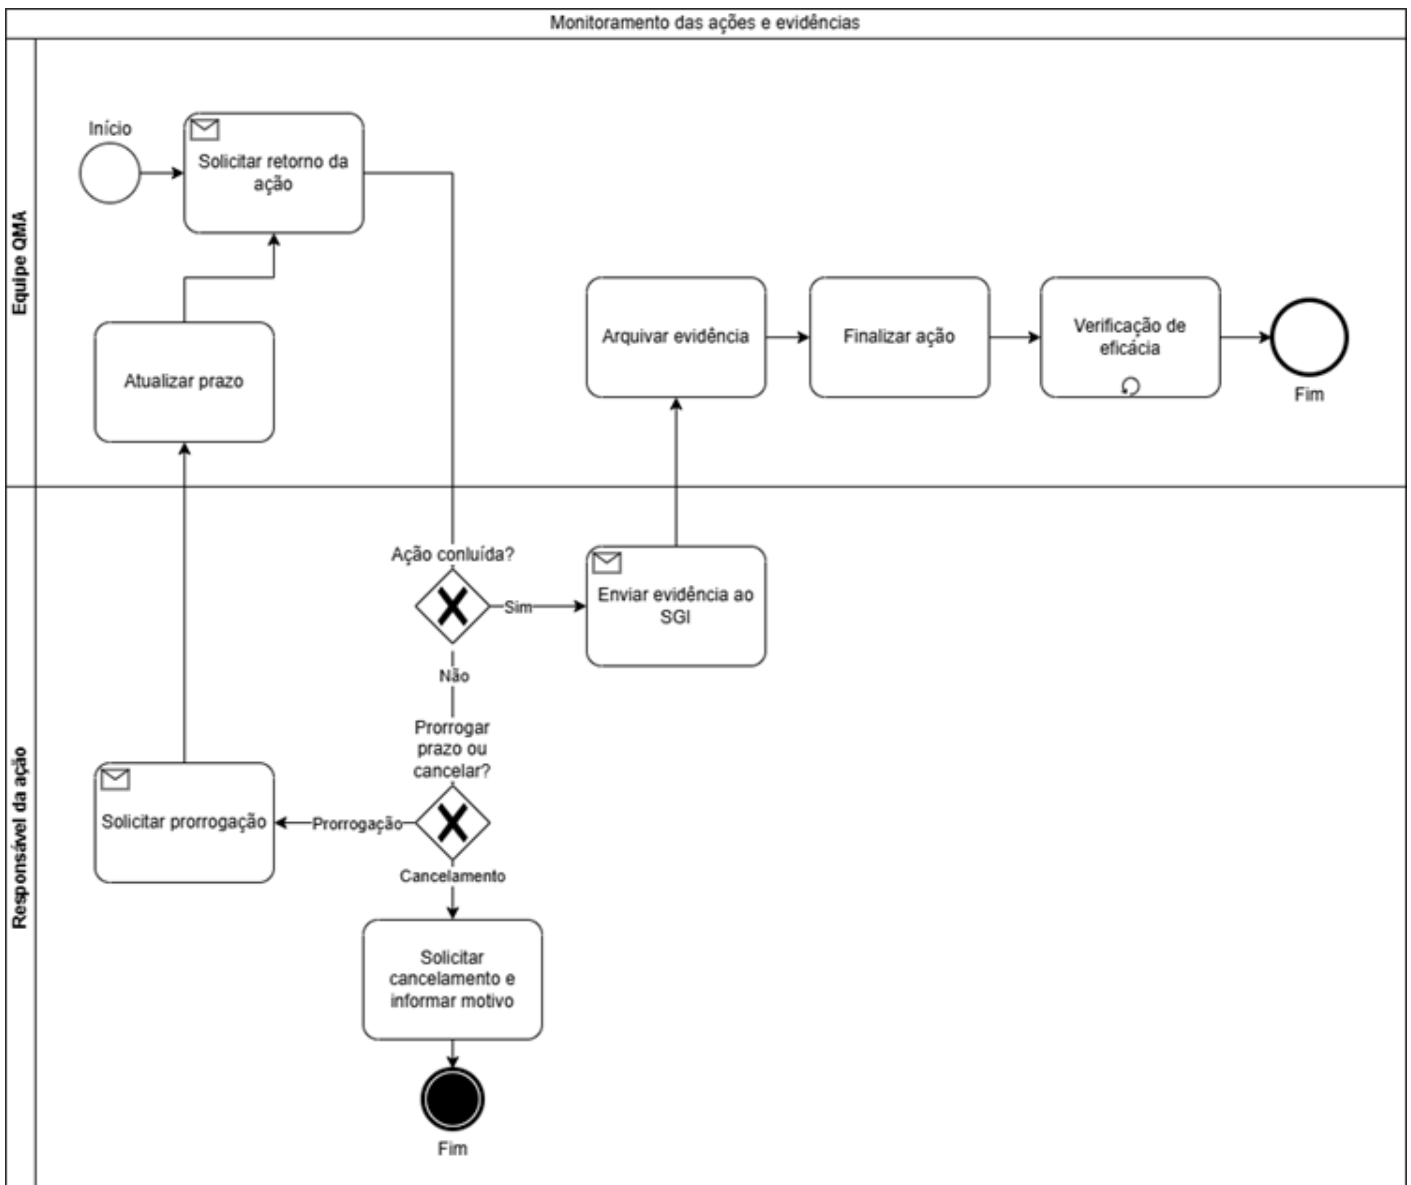 Monitoramento das ações e evidências
Equipe QMA
Início
Solicitar retorno da
ação
Atualizar prazo
Arquivar evidência
Finalizar ação
Verificação de
eficácia
Fim
Responsável da ação
Ação conluída?
Sim
Enviar evidência ao
SGI
Não
Prorrogar
prazo ou
cancelar?
Prorrogação
Solicitar prorrogação
Cancelamento
Solicitar
cancelamento e
informar motivo
Fim